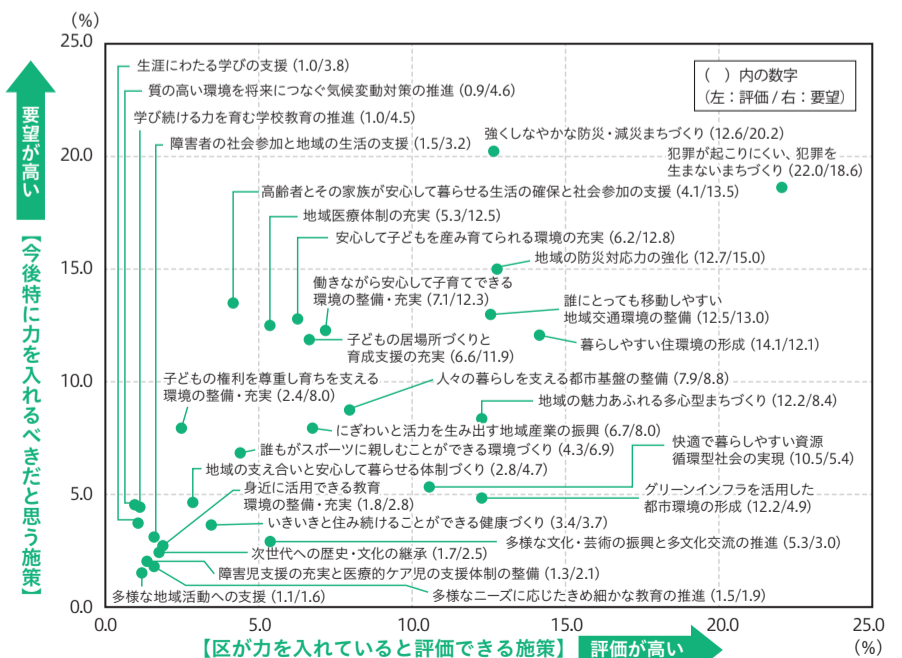 (%)
25.0
生涯にわたる学びの支援 (1.0/3.8)
質の高い環境を将来につなぐ気候変動対策の推進 (0.9/4.6)
学び続ける力を育む学校教育の推進 (1.0/4.5)
障害者の社会参加と地域の生活の支援 (1.5/3.2)
( ) 内の数字
(左：評価 / 右：要望)
要望が高い
20.0
強くしなやかな防災・減災まちづくり (12.6/20.2)
犯罪が起こりにくい、犯罪を
生まないまちづくり (22.0/18.6)
高齢者とその家族が安心して暮らせる生活の確保と社会参加の支援 (4.1/13.5)
地域医療体制の充実 (5.3/12.5)
安心して子どもを産み育てられる環境の充実 (6.2/12.8)
地域の防災対応力の強化 (12.7/15.0)
15.0
働きながら安心して子育てできる
環境の整備・充実 (7.1/12.3)
誰にとっても移動しやすい
地域交通環境の整備 (12.5/13.0)
子どもの居場所づくりと
育成支援の充実 (6.6/11.9)
暮らしやすい住環境の形成 (14.1/12.1)
【今後特に力を入れるべきだと思う施策】
10.0
子どもの権利を尊重し育ちを支える
環境の整備・充実 (2.4/8.0)
人々の暮らしを支える都市基盤の整備 (7.9/8.8)
地域の魅力あふれる多心型まちづくり (12.2/8.4)
にぎわいと活力を生み出す地域産業の振興 (6.7/8.0)
誰もがスポーツに親しむことができる環境づくり (4.3/6.9)
快適で暮らしやすい資源
循環型社会の実現 (10.5/5.4)
地域の支え合いと安心して暮らせる体制づくり (2.8/4.7)
5.0
身近に活用できる教育
環境の整備・充実 (1.8/2.8)
グリーンインフラを活用した
都市環境の形成 (12.2/4.9)
いきいきと住み続けることができる健康づくり (3.4/3.7)
多様な文化・芸術の振興と多文化交流の推進 (5.3/3.0)
次世代への歴史・文化の継承 (1.7/2.5)
障害児支援の充実と医療的ケア児の支援体制の整備 (1.3/2.1)
多様な地域活動への支援 (1.1/1.6)
多様なニーズに応じたきめ細かな教育の推進 (1.5/1.9)
0.0
0.0
5.0
10.0
15.0
20.0
25.0
【区が力を入れていると評価できる施策】
評価が高い
(%)